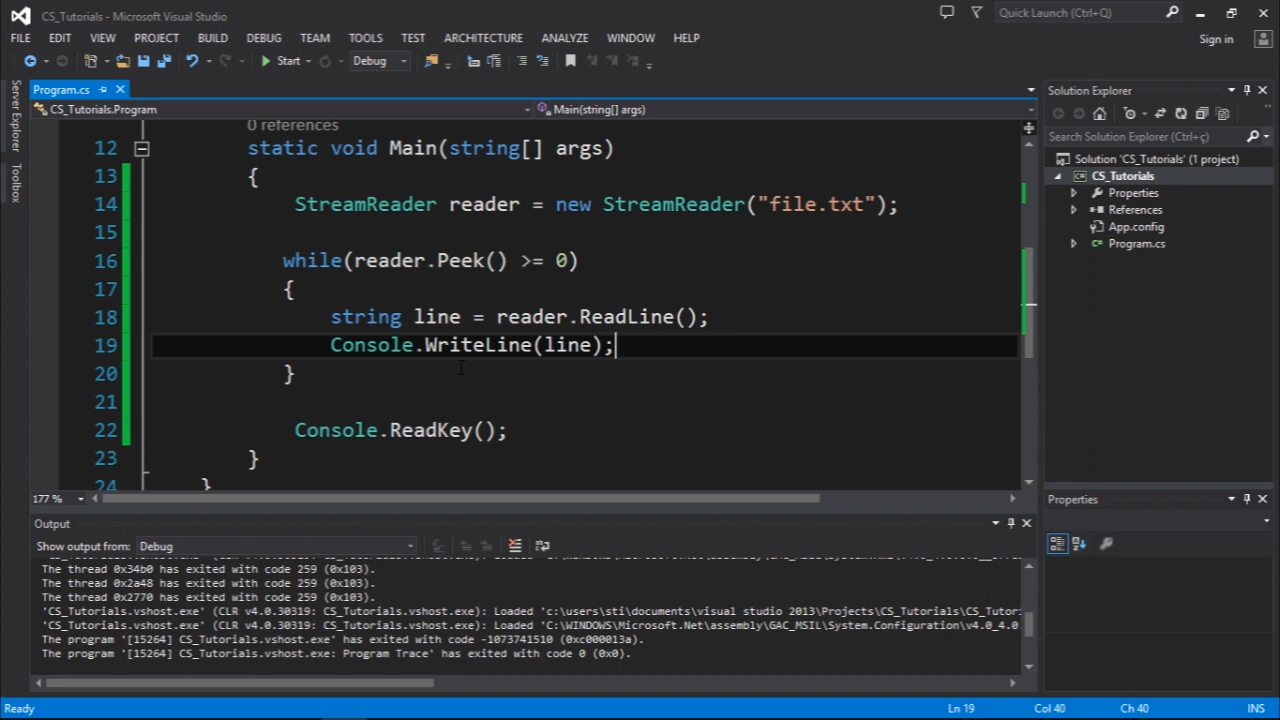 CS_Tutorials - Microsoft Visual Studio
Quick Launch (Ctrl+Q)
FILE EDIT VIEW PROJECT BUILD DEBUG TEAM TOOLS TEST ARCHITECTURE ANALYZE WINDOW HELP
Sign in
Start Debug
Server Explorer
Toolbox
Program.cs
CS_Tutorials.Program Main(string[] args)
0 references
12 static void Main(string[] args)
13 {
14 StreamReader reader = new StreamReader("file.txt");
15
16 while(reader.Peek() >= 0)
17 {
18 string line = reader.ReadLine();
19 Console.WriteLine(line);
20 }
21
22 Console.ReadKey();
23 }
24 }
177 %
Output
Show output from: Debug
The thread 0x34b0 has exited with code 259 (0x103).
The thread 0x2a48 has exited with code 259 (0x103).
The thread 0x2770 has exited with code 259 (0x103).
'CS_Tutorials.vshost.exe' (CLR v4.0.30319: CS_Tutorials.vshost.exe): Loaded 'c:\users\sti\documents\visual studio 2013\Projects\CS_Tutorials\CS_Tutor
'CS_Tutorials.vshost.exe' (CLR v4.0.30319: CS_Tutorials.vshost.exe): Loaded 'C:\WINDOWS\Microsoft.Net\assembly\GAC_MSIL\System.Configuration\v4.0_4.0
The program '[15264] CS_Tutorials.vshost.exe' has exited with code -1073741510 (0xc000013a).
The program '[15264] CS_Tutorials.vshost.exe: Program Trace' has exited with code 0 (0x0).
Solution Explorer
Search Solution Explorer (Ctrl+ç)
Solution 'CS_Tutorials' (1 project)
CS_Tutorials
Properties
References
App.config
Program.cs
Properties
Ready Ln 19 Col 40 Ch 40 INS